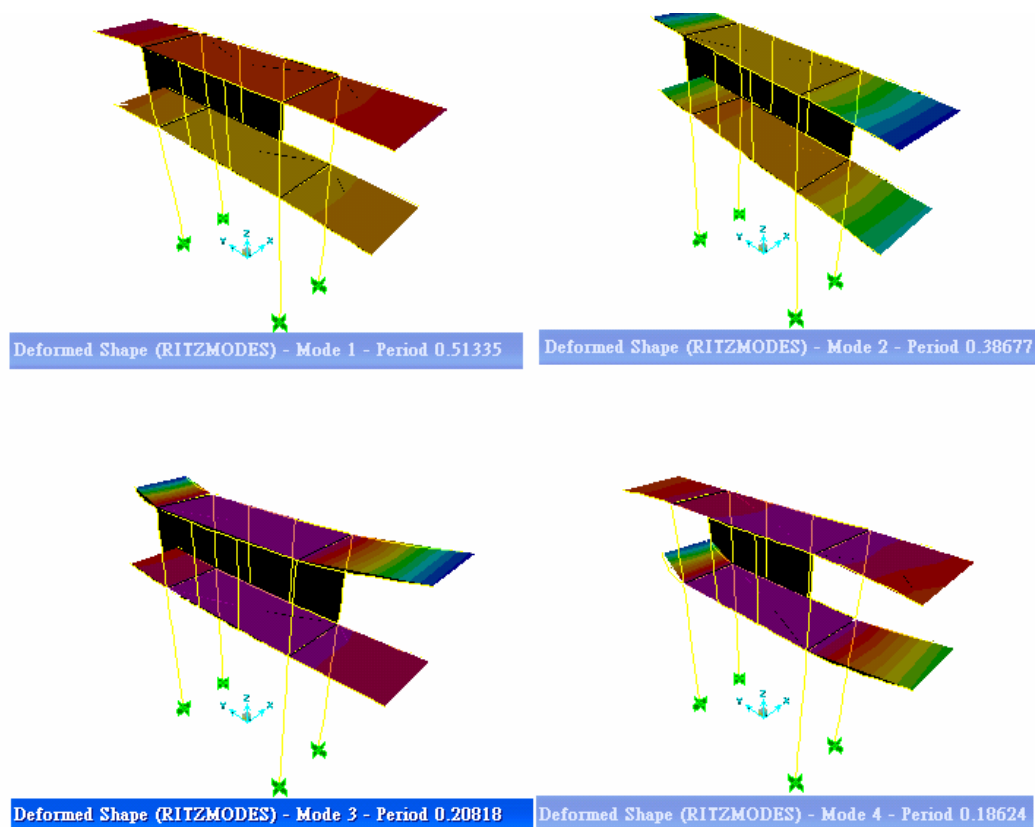 Z
Y
X
Z
Y
X
Deformed Shape (RITZMODES) - Mode 1 - Period 0.51335
Deformed Shape (RITZMODES) - Mode 2 - Period 0.38677
Z
Y
X
Z
Y
X
Deformed Shape (RITZMODES) - Mode 3 - Period 0.20818
Deformed Shape (RITZMODES) - Mode 4 - Period 0.18624